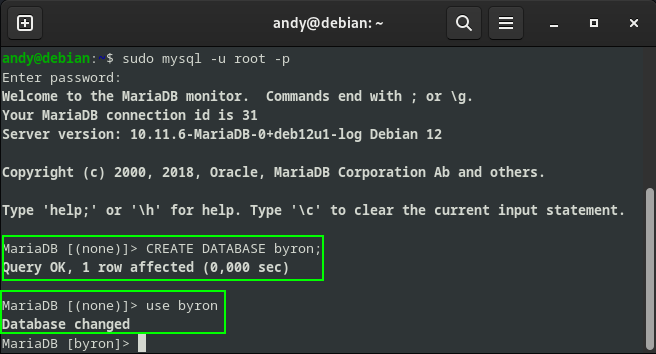 andy@debian: ~
andy@debian:~$ sudo mysql -u root -p
Enter password:
Welcome to the MariaDB monitor.  Commands end with ; or \g.
Your MariaDB connection id is 31
Server version: 10.11.6-MariaDB-0+deb12u1-log Debian 12
Copyright (c) 2000, 2018, Oracle, MariaDB Corporation Ab and others.
Type 'help;' or '\h' for help. Type '\c' to clear the current input statement.
MariaDB [(none)]> CREATE DATABASE byron;
Query OK, 1 row affected (0,000 sec)
MariaDB [(none)]> use byron
Database changed
MariaDB [byron]>